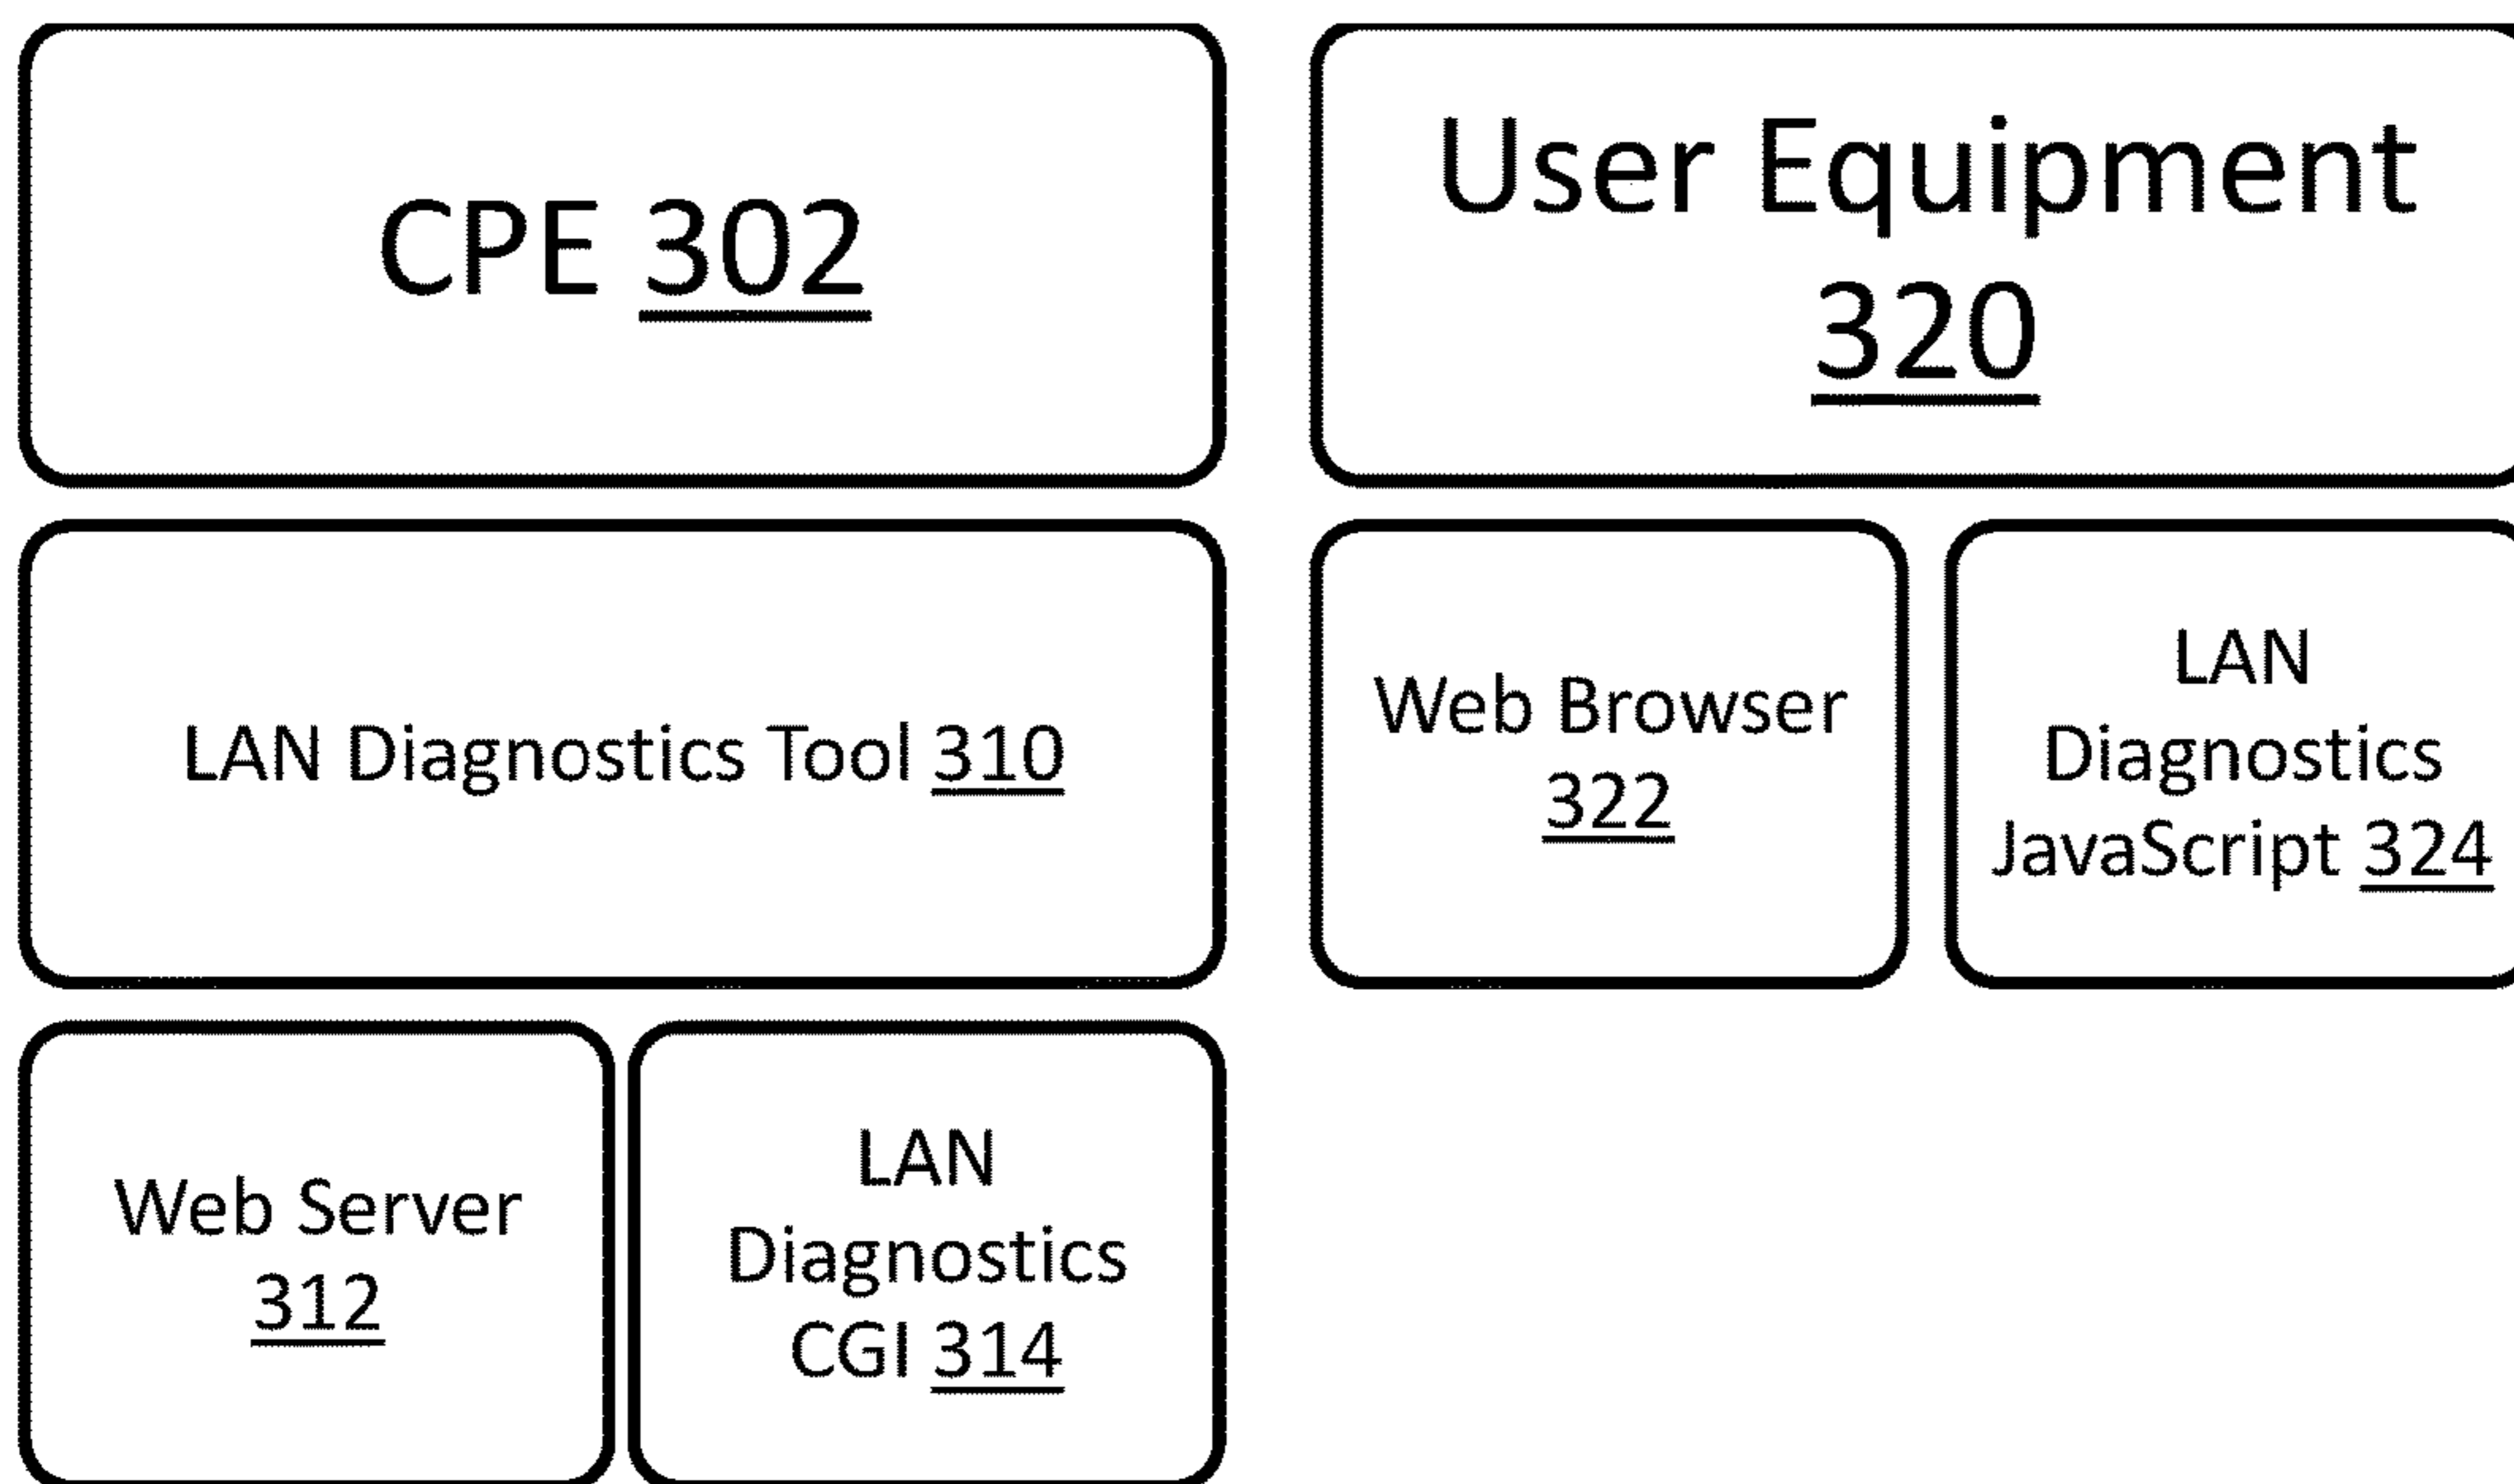 CPE 302
User Equipment
320
LAN Diagnostics Tool 310
Web Browser
322
LAN
Diagnostics
JavaScript 324
Web Server
312
LAN
Diagnostics
CGI 314